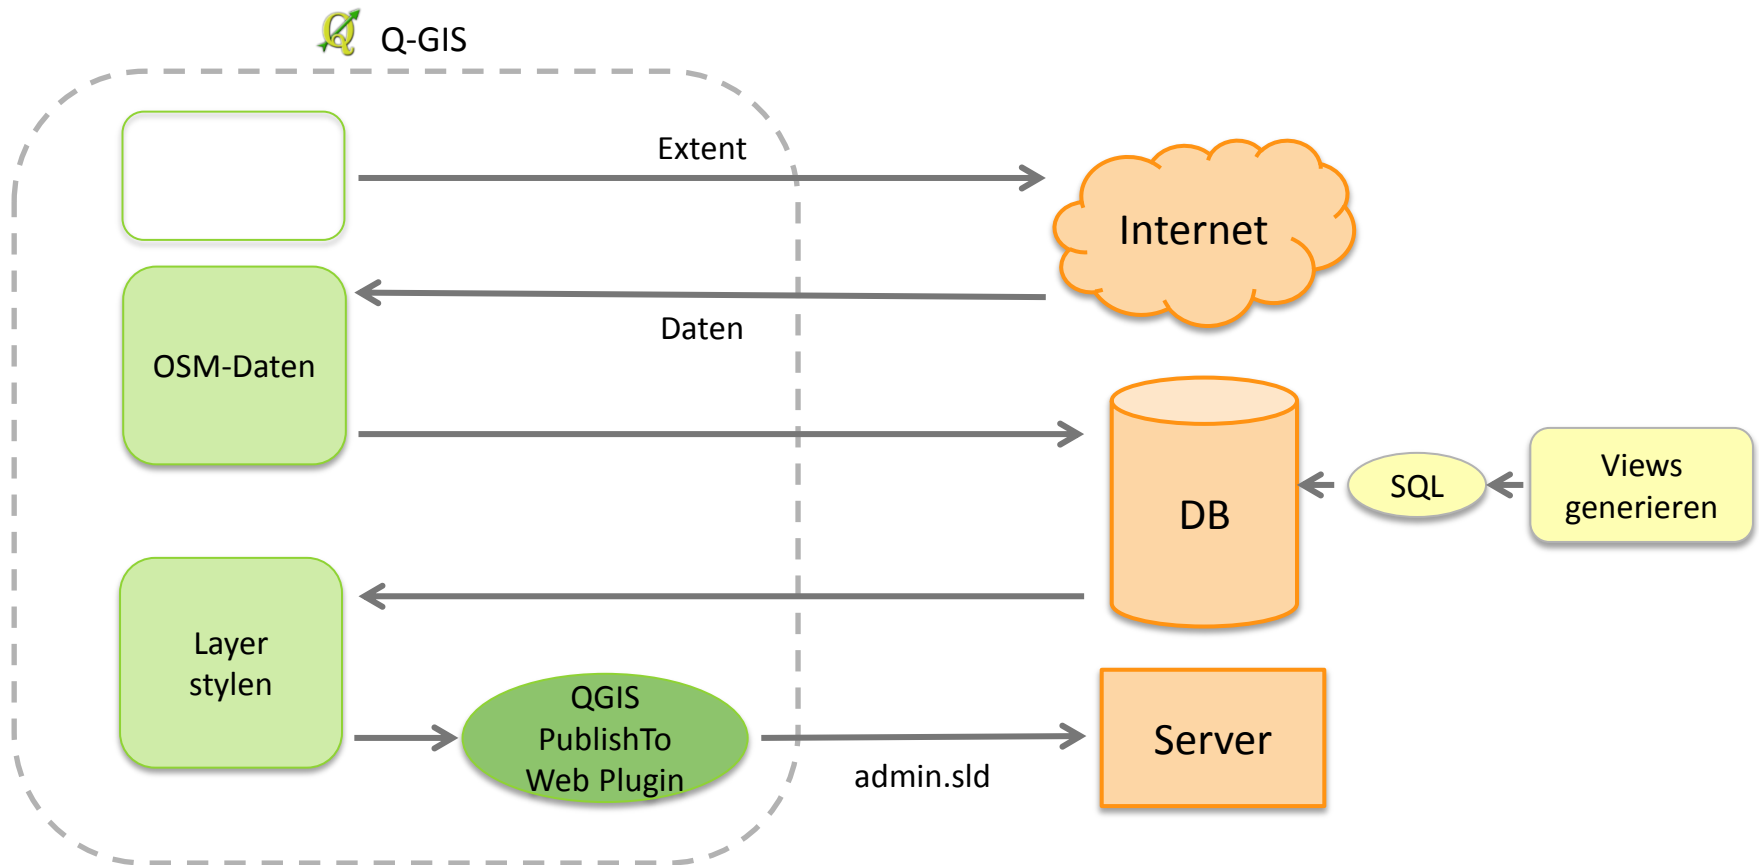 Q-GIS
Extent
Internet
Daten
OSM-Daten
DB
SQL
Views
generieren
Layer
stylen
QGIS
PublishTo
Web Plugin
admin.sld
Server